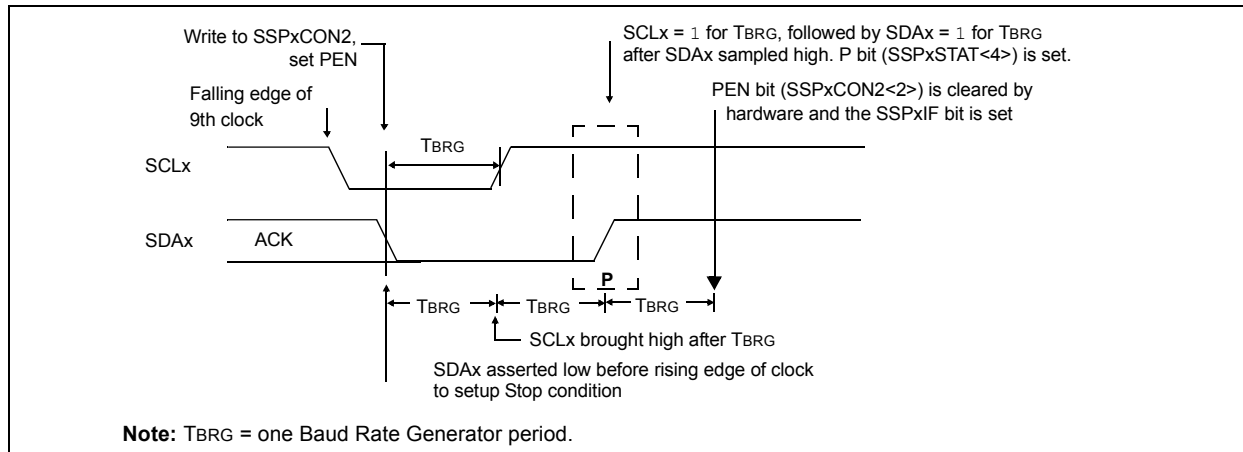 Write to SSPxCON2,
set PEN
SCLx = 1 for TBRG, followed by SDAx = 1 for TBRG
after SDAx sampled high. P bit (SSPxSTAT<4>) is set.
Falling edge of
9th clock
PEN bit (SSPxCON2<2>) is cleared by
hardware and the SSPxIF bit is set
TBRG
SCLx
SDAx
ACK
P
TBRG
TBRG
TBRG
SCLx brought high after TBRG
SDAx asserted low before rising edge of clock
to setup Stop condition
Note: TBRG = one Baud Rate Generator period.